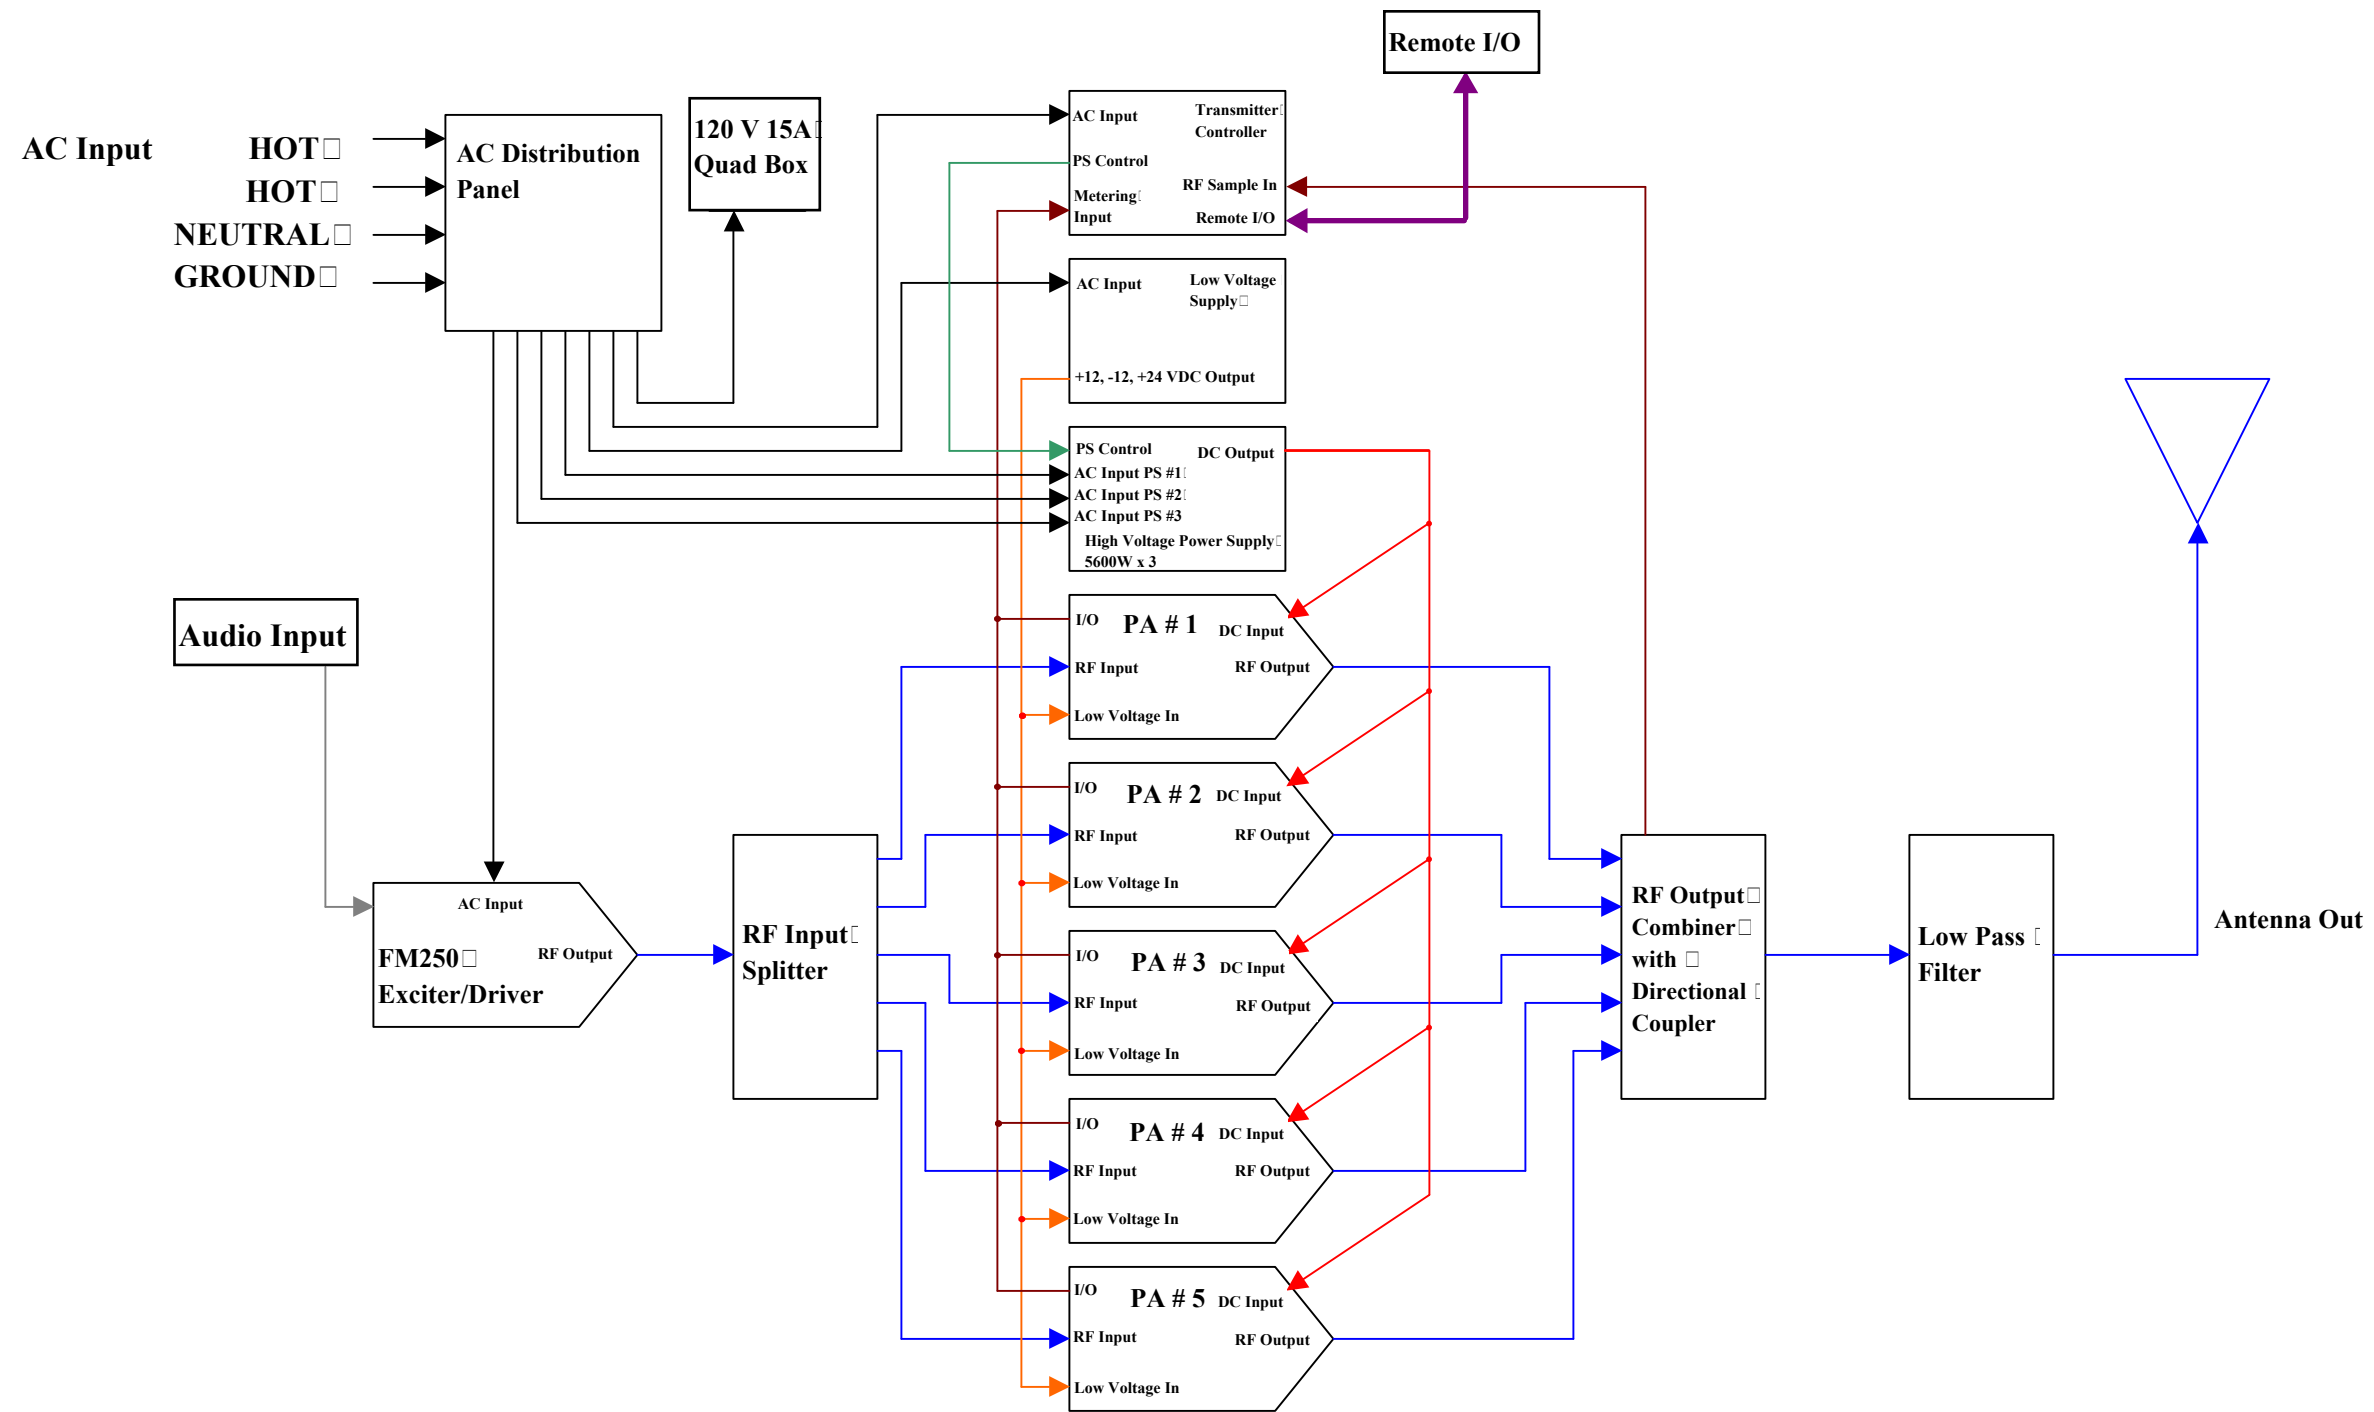 Remote I/O
AC Input
HOT
HOT
NEUTRAL
GROUND
AC Distribution
Panel
120 V 15A
Quad Box
AC Input
Transmitter
Controller
PS Control
RF Sample In
Metering
Input
Remote I/O
AC Input
Low Voltage
Supply
+12, -12, +24 VDC Output
PS Control
DC Output
AC Input PS #1
AC Input PS #2
AC Input PS #3
High Voltage Power Supply
5600W x 3
Audio Input
I/O
PA # 1
DC Input
RF Input
RF Output
Low Voltage In
I/O
PA # 2
DC Input
RF Input
RF Output
Low Voltage In
AC Input
FM250
Exciter/Driver
RF Output
RF Input
Splitter
I/O
PA # 3
DC Input
RF Input
RF Output
Low Voltage In
I/O
PA # 4
DC Input
RF Input
RF Output
Low Voltage In
I/O
PA # 5
DC Input
RF Input
RF Output
Low Voltage In
RF Output
Combiner
with
Directional
Coupler
Low Pass
Filter
Antenna Out